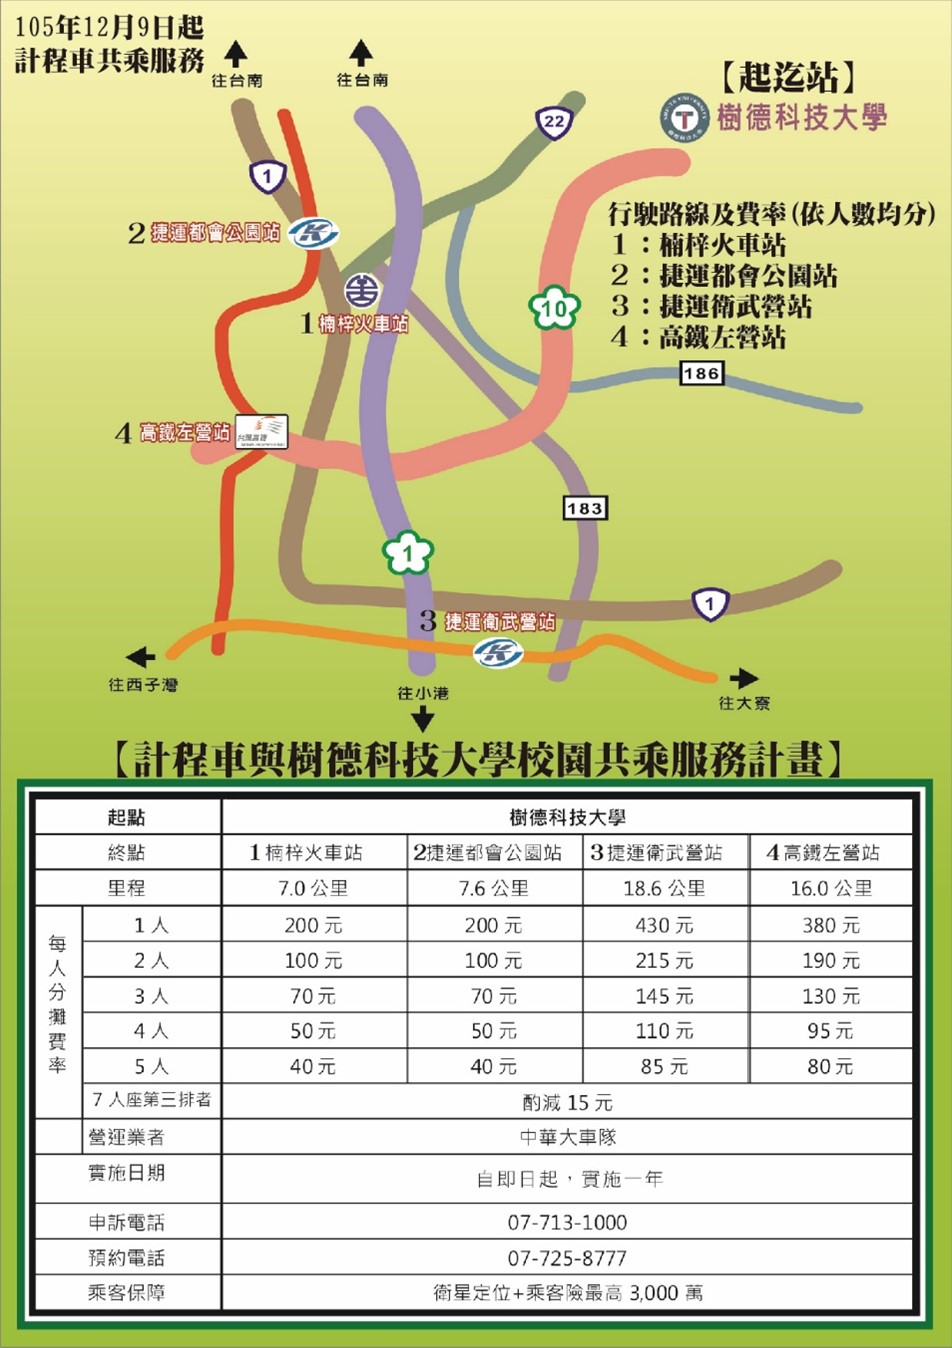 105年12月9日起
計程車共乘服務
往台南
往台南
【起迄站】
樹德科技大學
22
1
2 捷運都會公園站
行駛路線及費率(依人數均分)
1：楠梓火車站
2：捷運都會公園站
3：捷運衛武營站
4：高鐵左營站
10
1 楠梓火車站
186
4 高鐵左營站
台灣高鐵
183
1
1
3 捷運衛武營站
往西子灣
往小港
往大寮
【計程車與樹德科技大學校園共乘服務計畫】
起點 樹德科技大學
終點 1楠梓火車站 2捷運都會公園站 3捷運衛武營站 4高鐵左營站
里程 7.0 公里 7.6 公里 18.6 公里 16.0 公里
每人分攤費率
1 人 200 元 200 元 430 元 380 元
2 人 100 元 100 元 215 元 190 元
3 人 70 元 70 元 145 元 130 元
4 人 50 元 50 元 110 元 95 元
5 人 40 元 40 元 85 元 80 元
7 人座第三排者 酌減 15 元
營運業者 中華大車隊
實施日期 自即日起，實施一年
申訴電話 07-713-1000
預約電話 07-725-8777
乘客保障 衛星定位+乘客險最高 3,000 萬